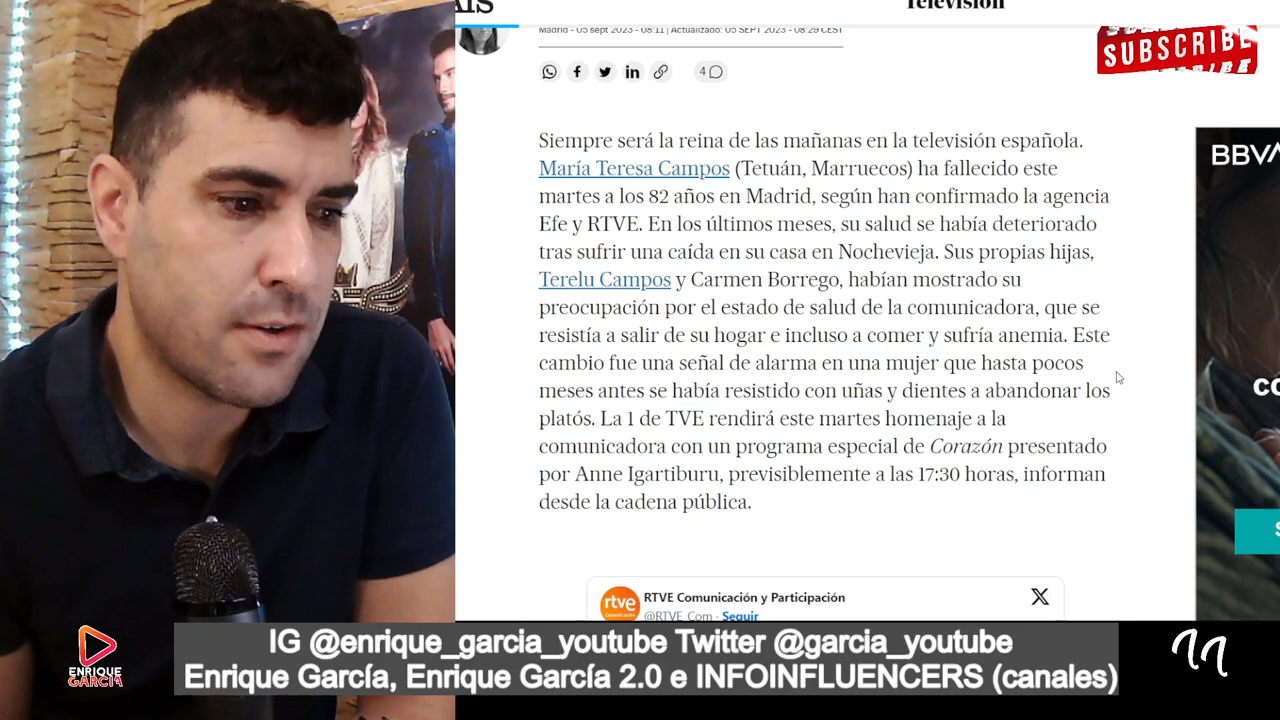 AIS
Televisión
Madrid - 05 sept 2023 - 08:11 | Actualizado: 05 SEPT 2023 - 08:29 CEST
SUBSCRIBE
4
Siempre será la reina de las mañanas en la televisión española.
María Teresa Campos (Tetuán, Marruecos) ha fallecido este
martes a los 82 años en Madrid, según han confirmado la agencia
Efe y RTVE. En los últimos meses, su salud se había deteriorado
tras sufrir una caída en su casa en Nochevieja. Sus propias hijas,
Terelu Campos y Carmen Borrego, habían mostrado su
preocupación por el estado de salud de la comunicadora, que se
resistía a salir de su hogar e incluso a comer y sufría anemia. Este
cambio fue una señal de alarma en una mujer que hasta pocos
meses antes se había resistido con uñas y dientes a abandonar los
platós. La 1 de TVE rendirá este martes homenaje a la
comunicadora con un programa especial de Corazón presentado
por Anne Igartiburu, previsiblemente a las 17:30 horas, informan
desde la cadena pública.
BBVA
co
S
rtve
RTVE Comunicación y Participación
@RTVE_Com · Seguir
IG @enrique_garcia_youtube Twitter @garcia_youtube
Enrique García, Enrique García 2.0 e INFOINFLUENCERS (canales)
ENRIQUE
GARCÍA